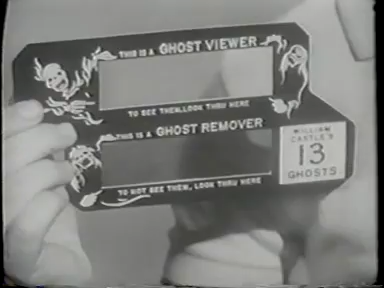 THIS IS A GHOST VIEWER
TO SEE THEM...LOOK THRU HERE
THIS IS A GHOST REMOVER
TO NOT SEE THEM, LOOK THRU HERE
WILLIAM
CASTLE'S
13
GHOSTS